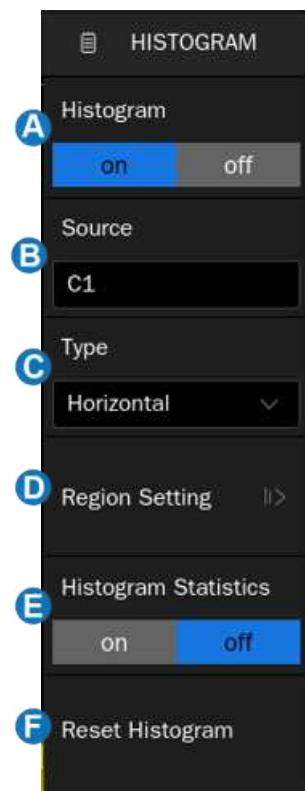 HISTOGRAM
A
Histogram
on off
B
Source
C1
C
Type
Horizontal
D
Region Setting
E
Histogram Statistics
on off
F
Reset Histogram